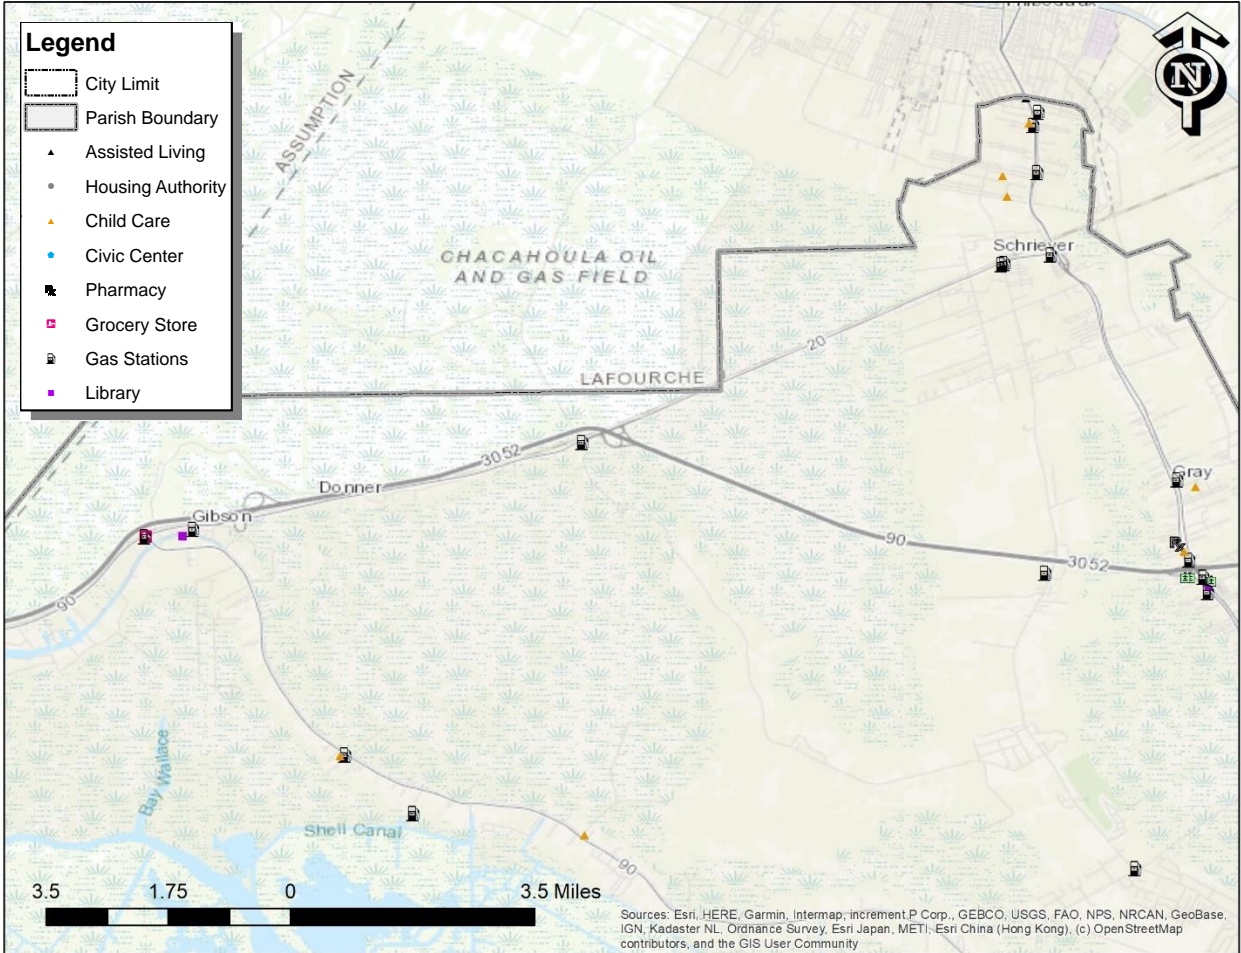 Thibodaux
Legend
City Limit
Parish Boundary
Assisted Living
Housing Authority
Child Care
Civic Center
Pharmacy
Grocery Store
Gas Stations
Library
N
ASSUMPTION
CHACAHOULA OIL
AND GAS FIELD
Schriever
20
LAFOURCHE
3052
Donner
Gibson
Gray
90
3052
90
Bay Wallace
Shell Canal
90
3.5 1.75 0 3.5 Miles
Sources: Esri, HERE, Garmin, Intermap, increment P Corp., GEBCO, USGS, FAO, NPS, NRCAN, GeoBase,
IGN, Kadaster NL, Ordnance Survey, Esri Japan, METI, Esri China (Hong Kong), (c) OpenStreetMap
contributors, and the GIS User Community